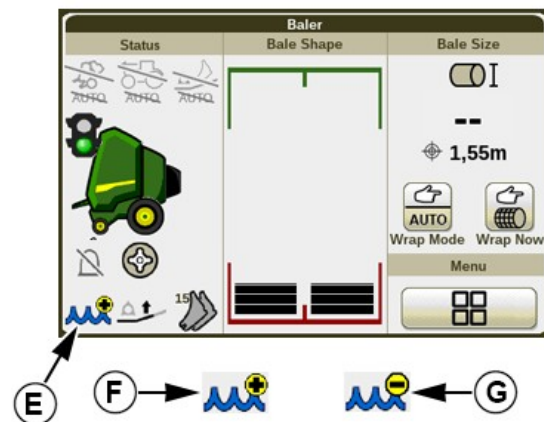 Baler
Status
Bale Shape
Bale Size
AUTO AUTO AUTO
--
1,55m
AUTO
Wrap Mode
Wrap Now
Menu
15
E
F
G